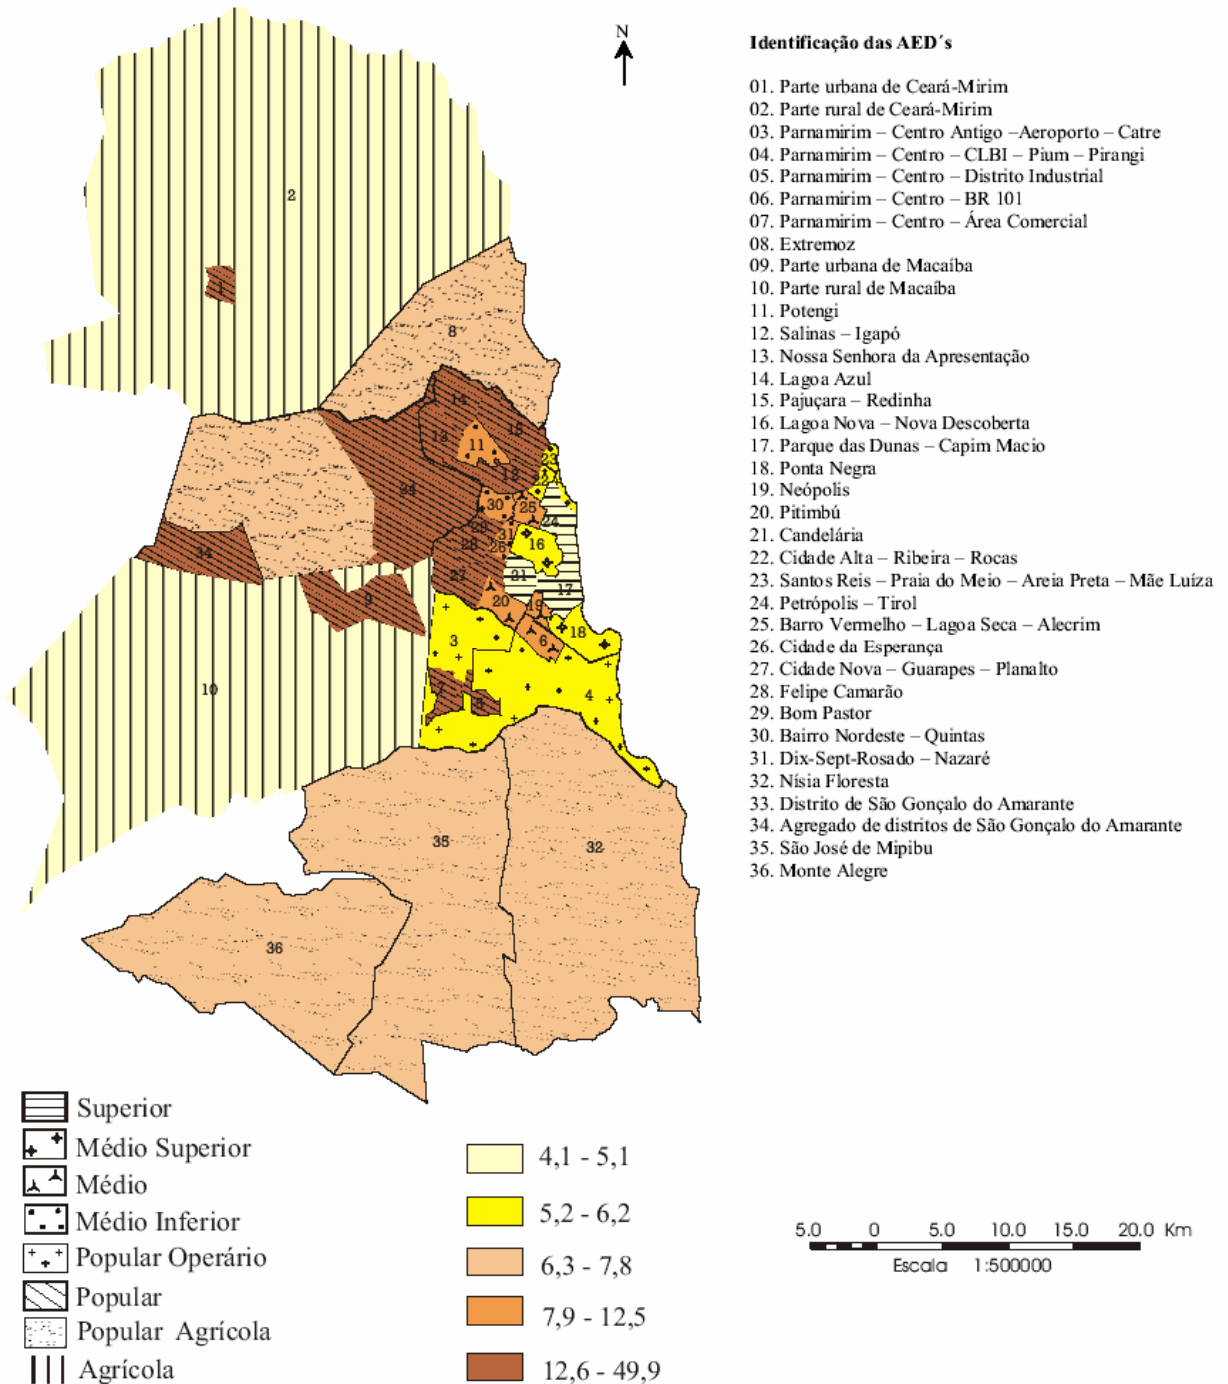 N
Identificação das AED´s
01. Parte urbana de Ceará-Mirim
02. Parte rural de Ceará-Mirim
03. Parnamirim – Centro Antigo –Aeroporto – Catre
04. Parnamirim – Centro – CLBI – Pium – Pirangi
05. Parnamirim – Centro – Distrito Industrial
06. Parnamirim – Centro – BR 101
07. Parnamirim – Centro – Área Comercial
08. Extremoz
09. Parte urbana de Macaíba
10. Parte rural de Macaíba
11. Potengi
12. Salinas – Igapó
13. Nossa Senhora da Apresentação
14. Lagoa Azul
15. Pajuçara – Redinha
16. Lagoa Nova – Nova Descoberta
17. Parque das Dunas – Capim Macio
18. Ponta Negra
19. Neópolis
20. Pitimbú
21. Candelária
22. Cidade Alta – Ribeira – Rocas
23. Santos Reis – Praia do Meio – Areia Preta – Mãe Luíza
24. Petrópolis – Tirol
25. Barro Vermelho – Lagoa Seca – Alecrim
26. Cidade da Esperança
27. Cidade Nova – Guarapes – Planalto
28. Felipe Camarão
29. Bom Pastor
30. Bairro Nordeste – Quintas
31. Dix-Sept-Rosado – Nazaré
32. Nísia Floresta
33. Distrito de São Gonçalo do Amarante
34. Agregado de distritos de São Gonçalo do Amarante
35. São José de Mipibu
36. Monte Alegre
2
1
8
14
13
15
11
12
23
22
34
30
25
24
29
31
28
26
16
34
27
21
17
9
20
19
3
6
18
10
7
4
35
32
36
Superior
Médio Superior
Médio
Médio Inferior
Popular Operário
Popular
Popular Agrícola
Agrícola
4,1 - 5,1
5,2 - 6,2
6,3 - 7,8
7,9 - 12,5
12,6 - 49,9
5.0 0 5.0 10.0 15.0 20.0 Km
Escala 1:500000